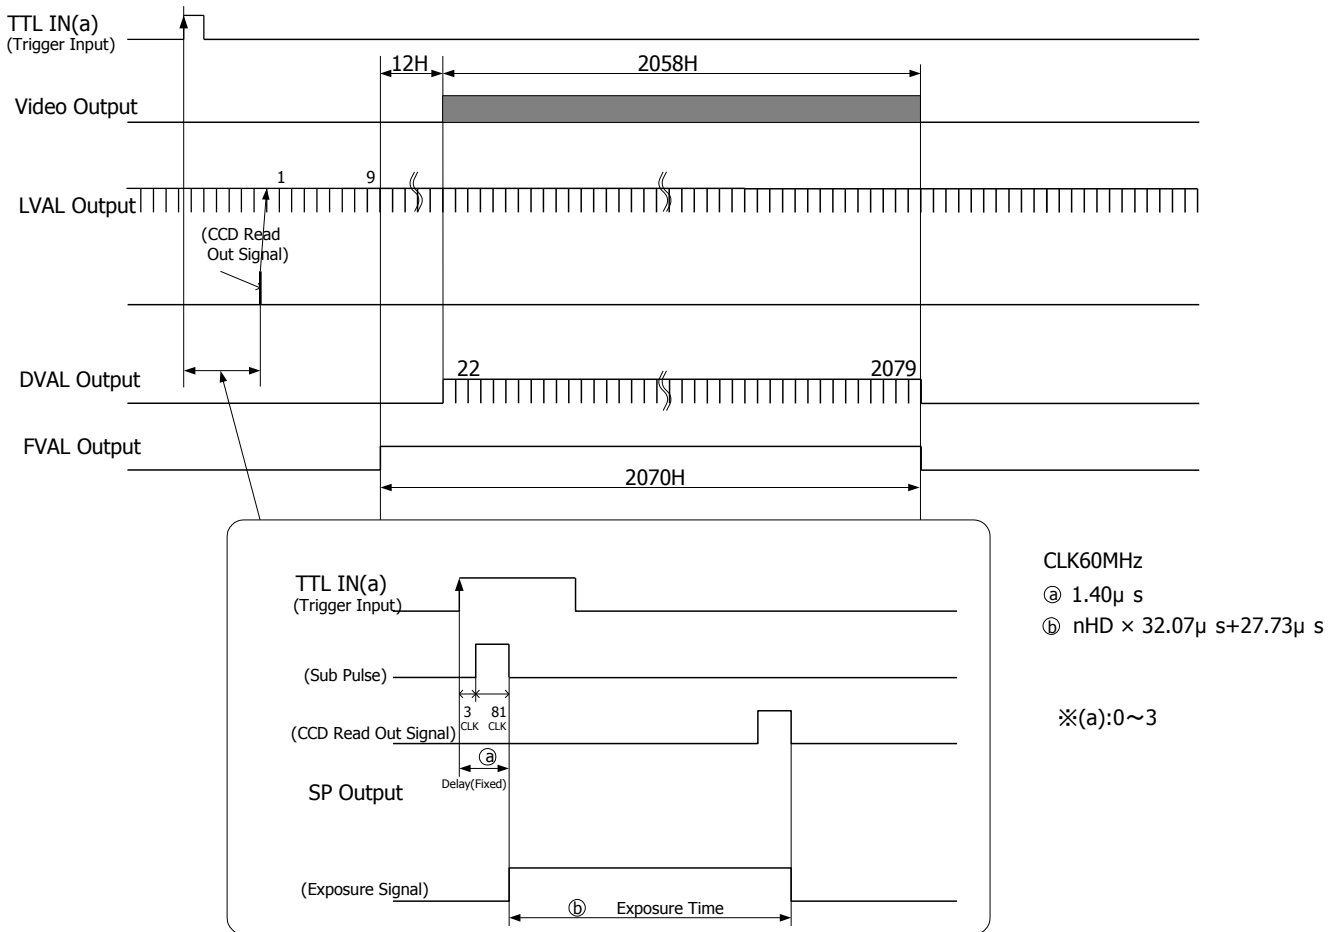 TTL IN(a)
(Trigger Input)
12H
2058H
Video Output
1
9
LVAL Output
(CCD Read
Out Signal)
DVAL Output
22
2079
FVAL Output
2070H
TTL IN(a)
(Trigger Input)
(Sub Pulse)
3 81
CLK CLK
(CCD Read Out Signal)
ⓐ
Delay(Fixed)
SP Output
(Exposure Signal)
ⓑ Exposure Time
CLK60MHz
ⓐ 1.40μ s
ⓑ nHD × 32.07μ s+27.73μ s
※(a):0～3